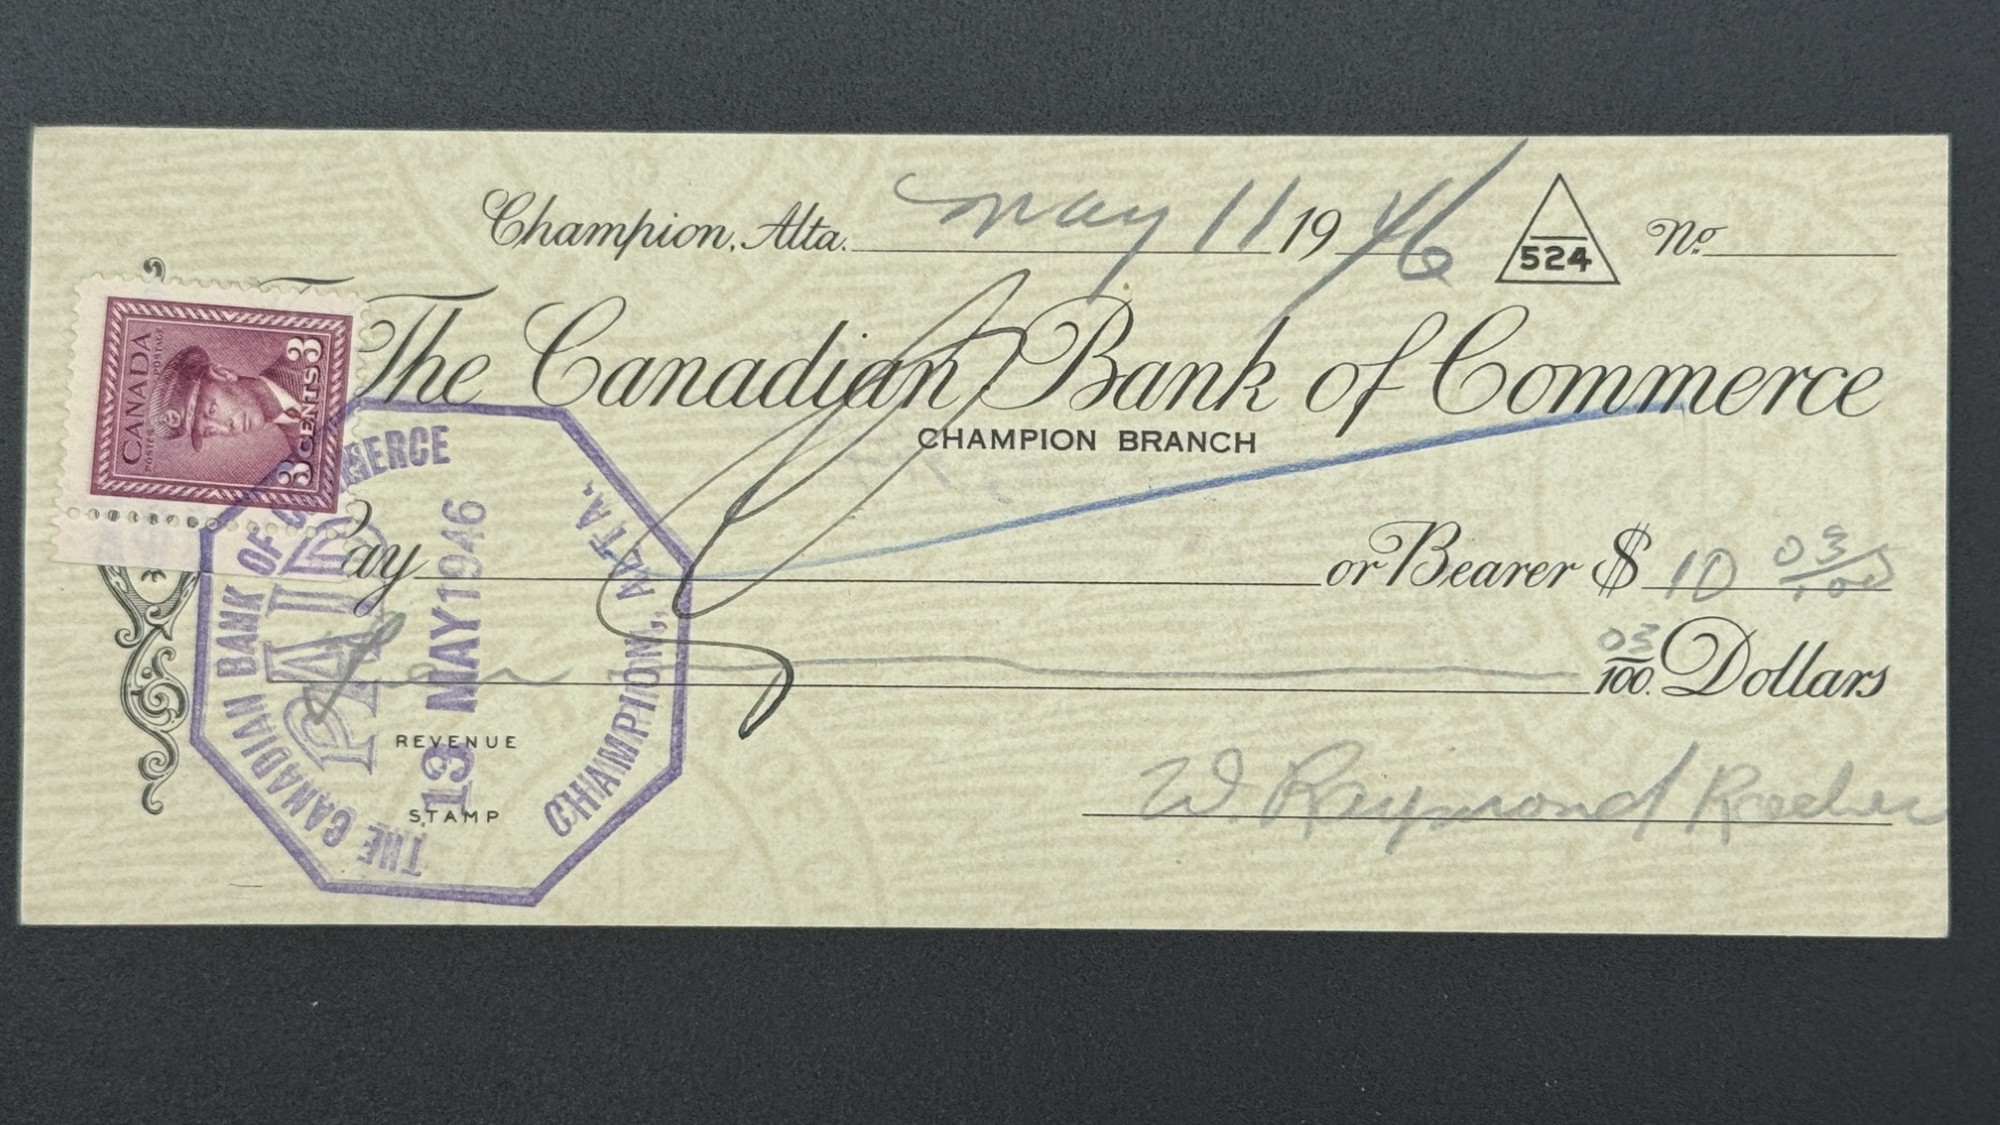 Champion, Alta. May 11 1946 524 No.
The Canadian Bank of Commerce
CHAMPION BRANCH
CANADA
POSTES POSTAGE
3 CENTS 3
Pay or Bearer $ 10 03/100
Ten 03/100 Dollars
REVENUE
STAMP
W. Raymond
THE CANADIAN BANK OF COMMERCE
PAID
13 MAY 1946
CHAMPION, ALTA.